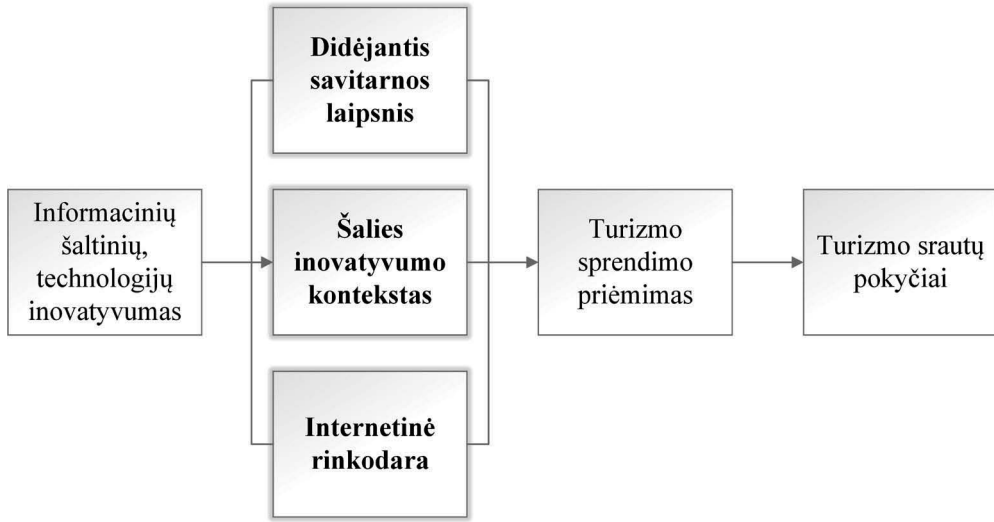 Informacinių
šaltinių,
technologijų
inovatyvumas
Didėjantis
savitarnos
laipsnis
Šalies
inovatyvumo
kontekstas
Internetinė
rinkodara
Turizmo
sprendimo
priėmimas
Turizmo srautų
pokyčiai